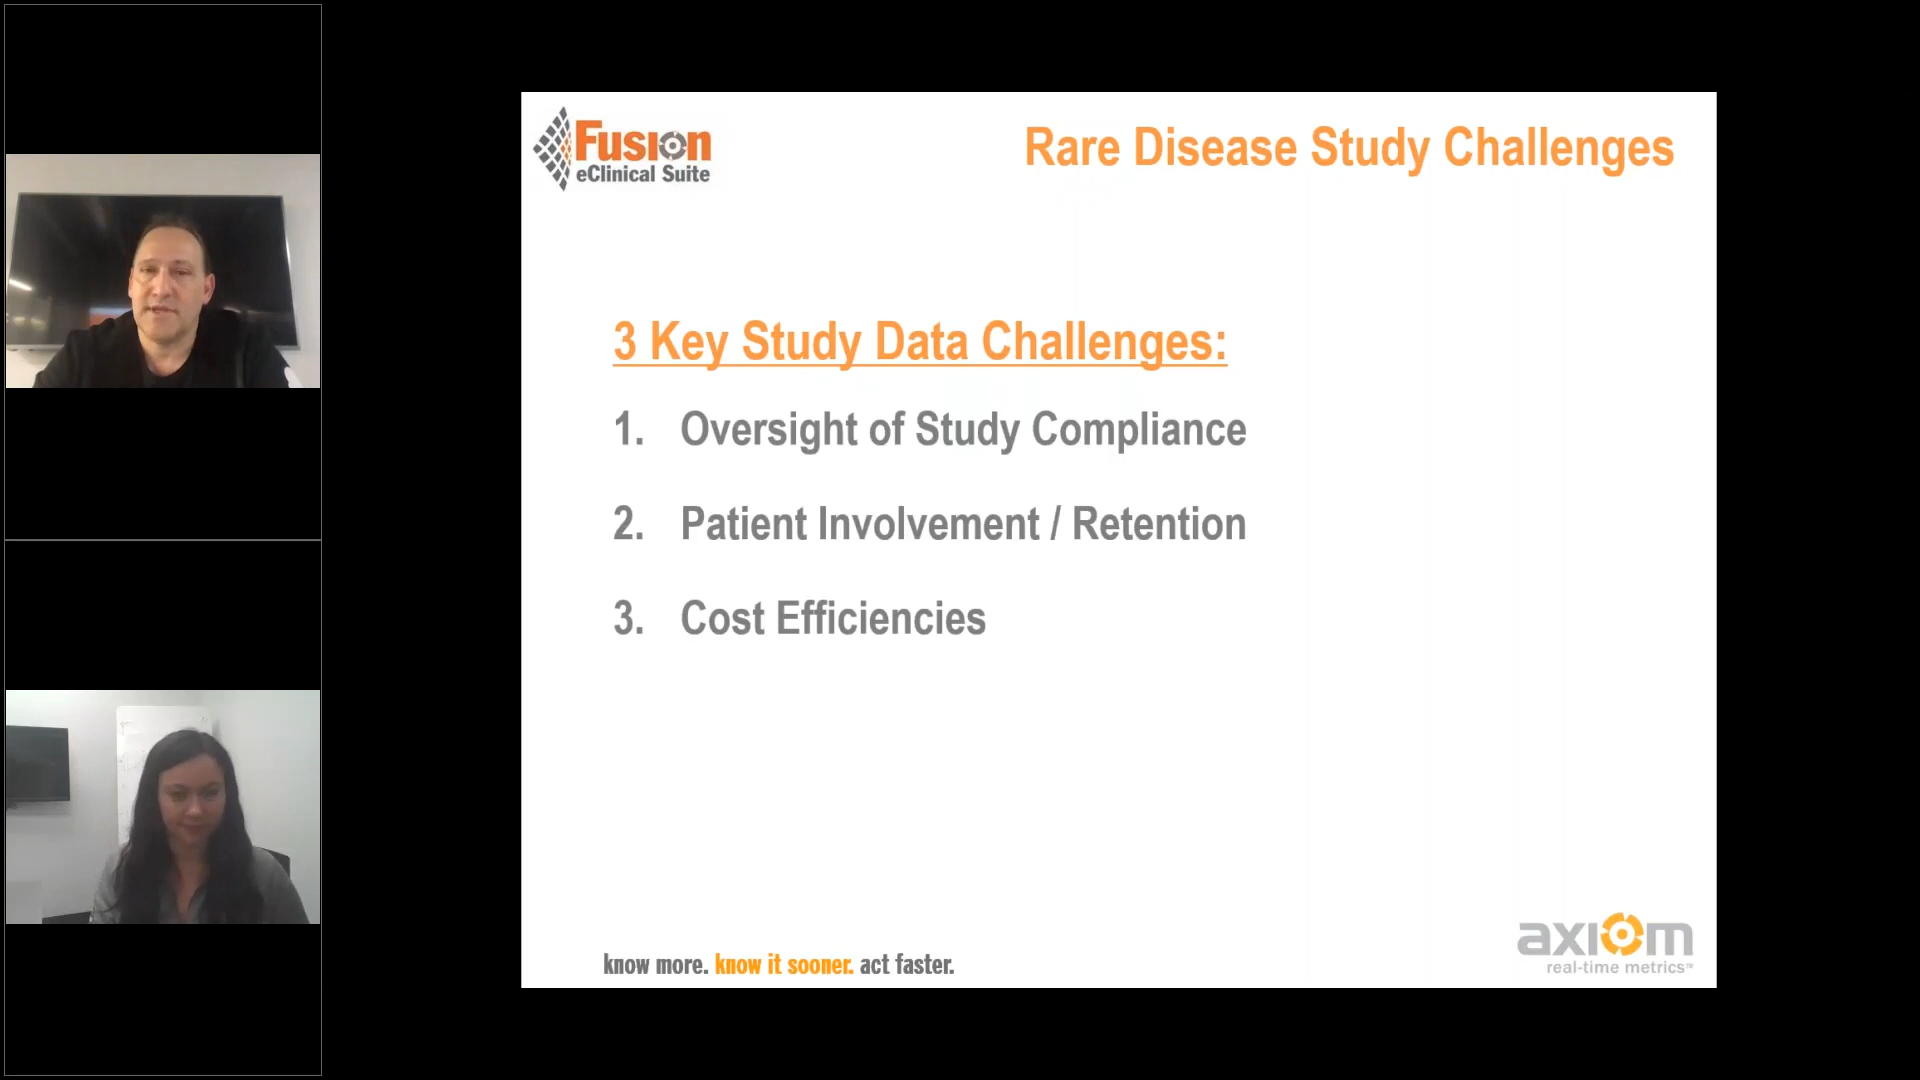 Fusion
eClinical Suite
Rare Disease Study Challenges
3 Key Study Data Challenges:
1. Oversight of Study Compliance
2. Patient Involvement / Retention
3. Cost Efficiencies
know more. know it sooner. act faster.
axiom
real-time metrics™